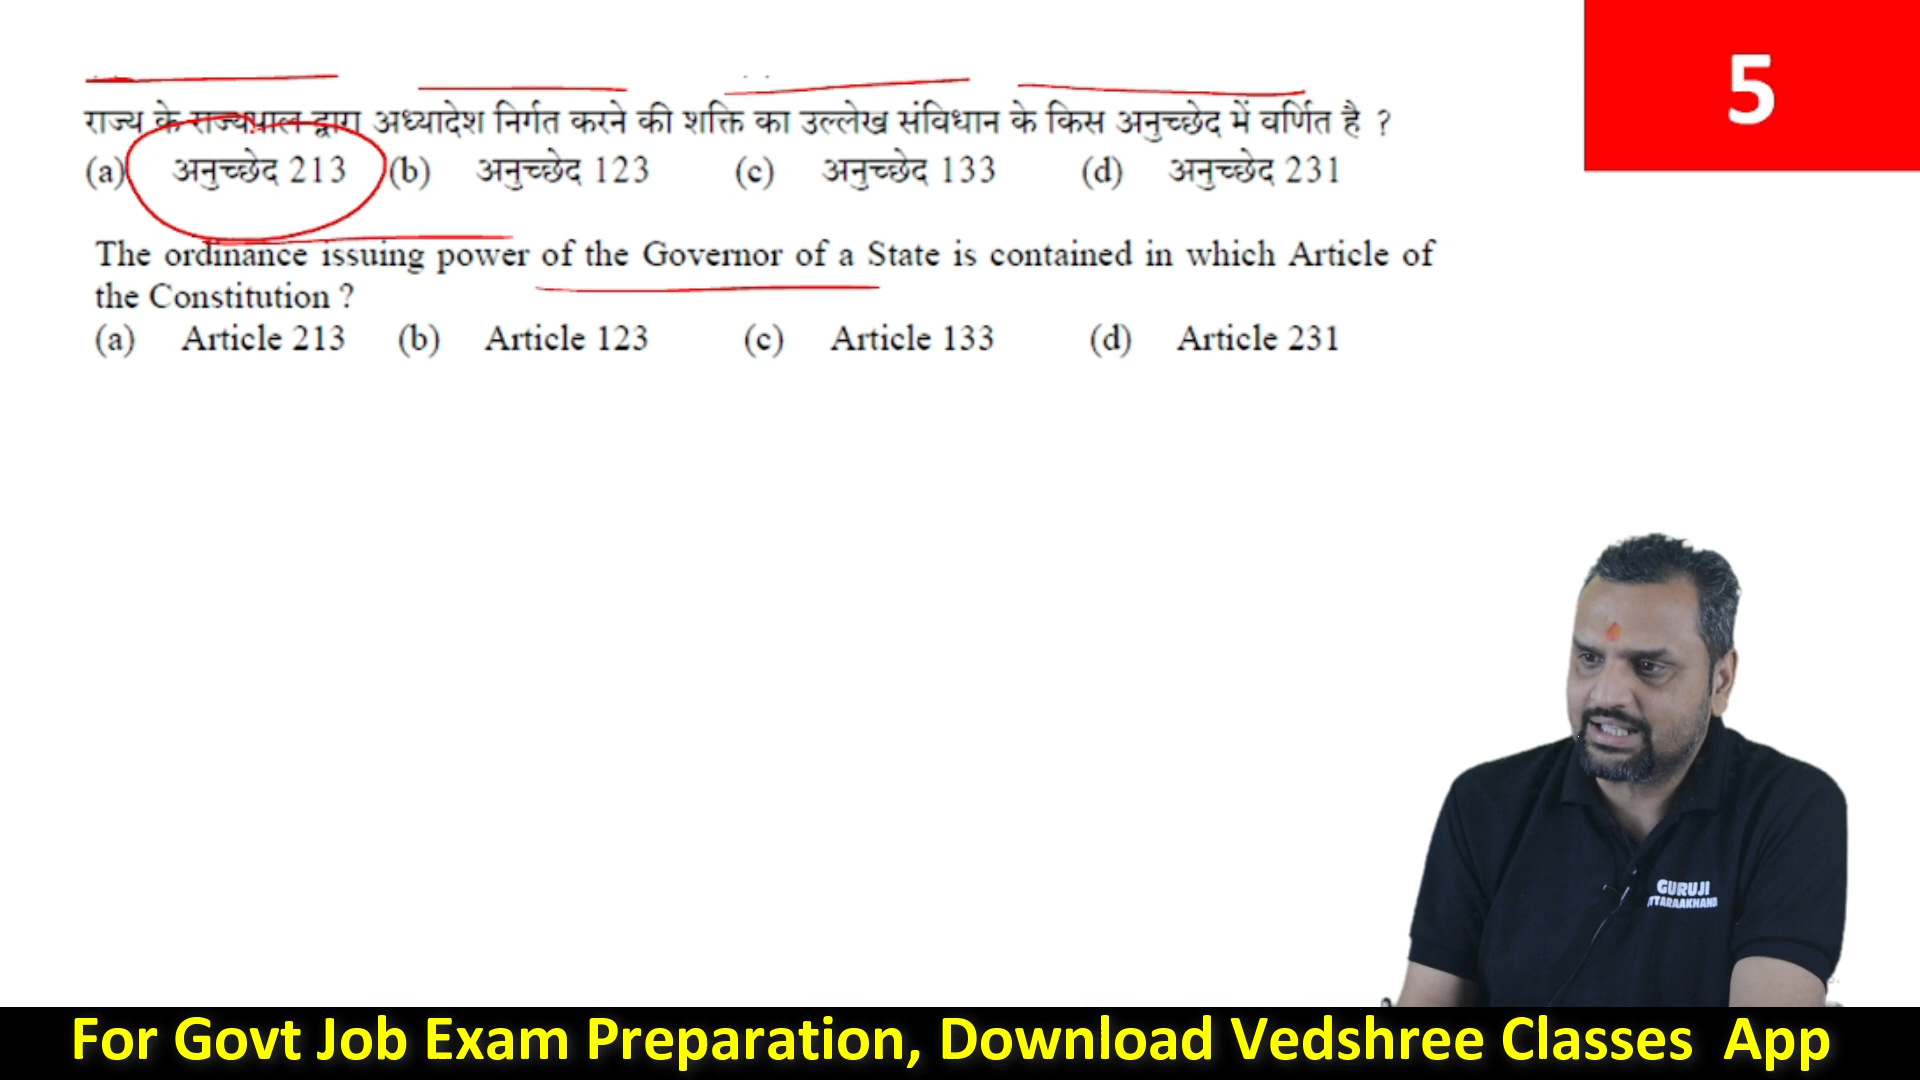 राज्य के राज्यपाल द्वारा अध्यादेश निर्गत करने की शक्ति का उल्लेख संविधान के किस अनुच्छेद में वर्णित है ?
(a) अनुच्छेद 213 (b) अनुच्छेद 123 (c) अनुच्छेद 133 (d) अनुच्छेद 231
The ordinance issuing power of the Governor of a State is contained in which Article of
the Constitution ?
(a) Article 213 (b) Article 123 (c) Article 133 (d) Article 231
5
GURUJI
UTTARAAKHAND
For Govt Job Exam Preparation, Download Vedshree Classes App